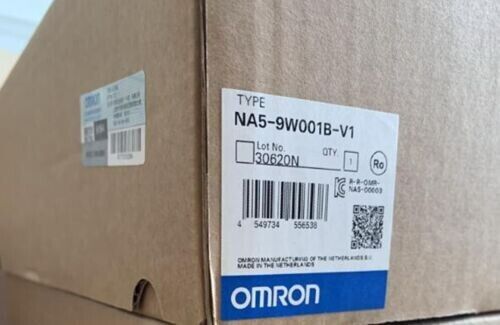 TYPE
NA5-9W001B-V1
Lot No. QTY.
30620N 1
Ro
R-R-OMR-
NA5-00003
4 549734 556538
OMRON MANUFACTURING OF THE NETHERLANDS B.V.
MADE IN THE NETHERLANDS
OMRON
OMRON